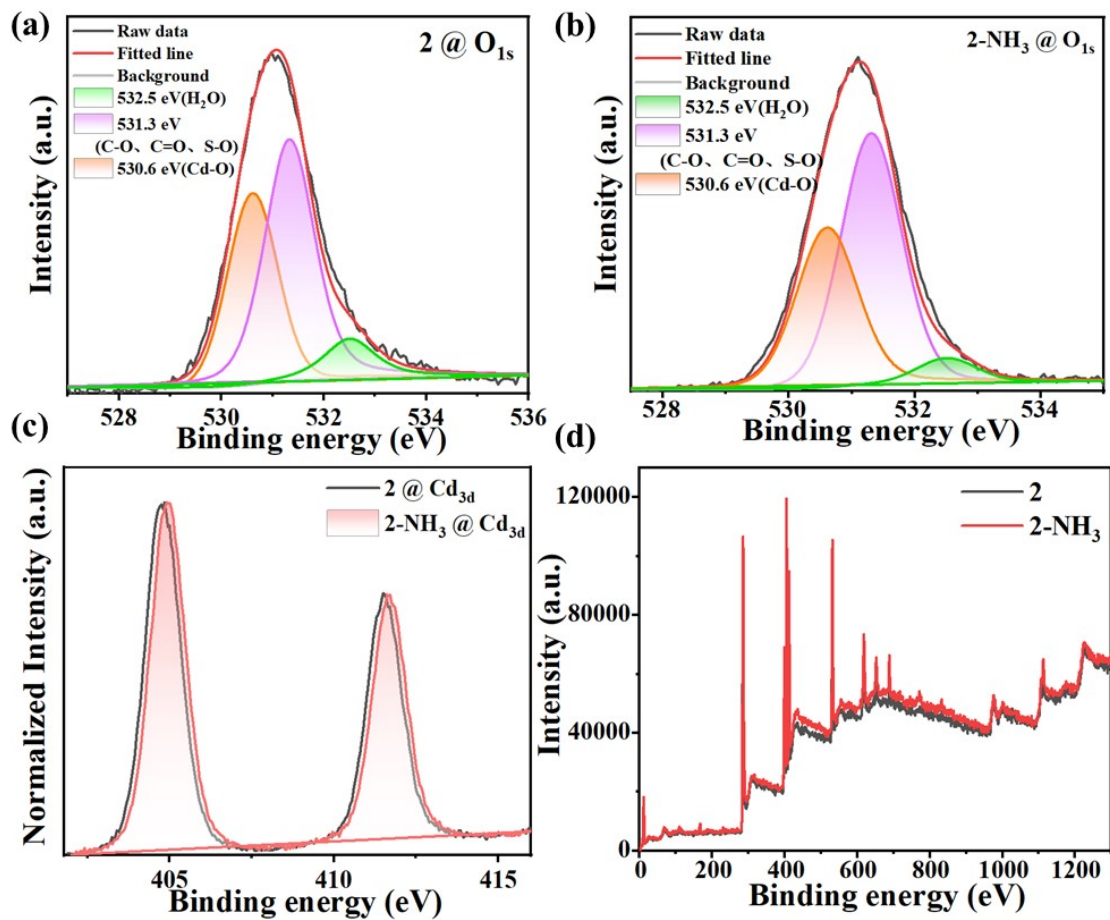 (a)
2 @ O1s
Raw data
Fitted line
Background
532.5 eV(H2O)
531.3 eV
(C-O、C=O、S-O)
530.6 eV(Cd-O)
Intensity (a.u.)
528 530 532 534 536
Binding energy (eV)
(b)
2-NH3 @ O1s
Raw data
Fitted line
Background
532.5 eV(H2O)
531.3 eV
(C-O、C=O、S-O)
530.6 eV(Cd-O)
Intensity (a.u.)
528 530 532 534
Binding energy (eV)
(c)
2 @ Cd3d
2-NH3 @ Cd3d
Normalized Intensity (a.u.)
405 410 415
Binding energy (eV)
(d)
2
2-NH3
Intensity (a.u.)
120000
80000
40000
0
0 200 400 600 800 1000 1200
Binding energy (eV)